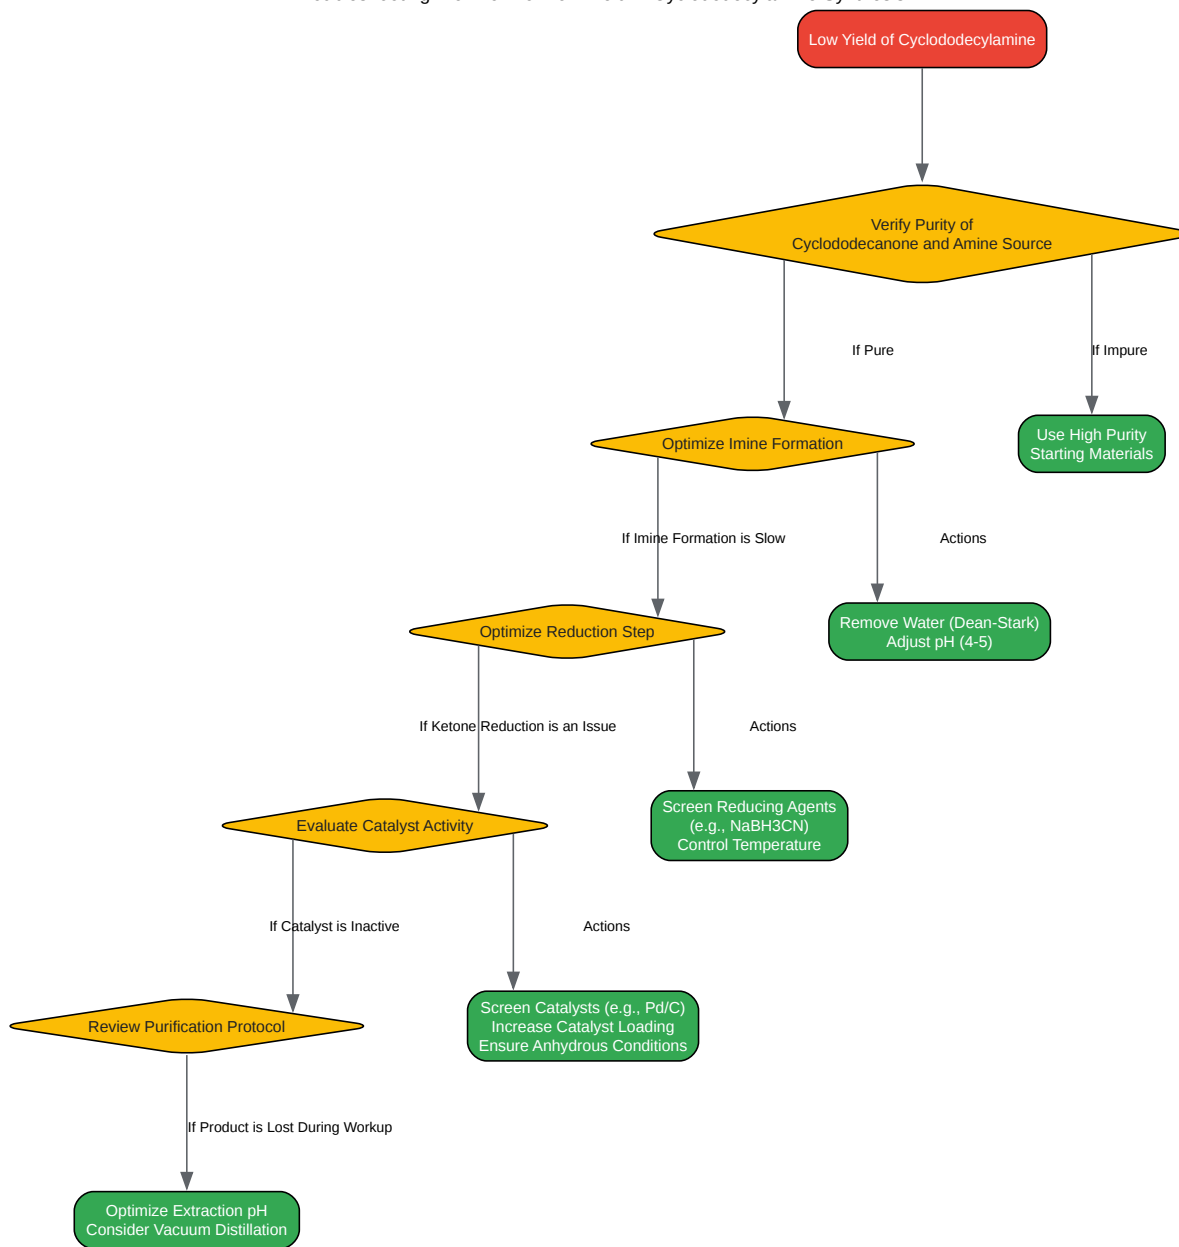 Low Yield of Cyclododecylamine
Verify Purity of
Cyclododecanone and Amine Source
If Pure
If Impure
Optimize Imine Formation
Use High Purity
Starting Materials
If Imine Formation is Slow
Actions
Optimize Reduction Step
Remove Water (Dean-Stark)
Adjust pH (4-5)
If Ketone Reduction is an Issue
Actions
Evaluate Catalyst Activity
Screen Reducing Agents
(e.g., NaBH3CN)
Control Temperature
If Catalyst is Inactive
Actions
Review Purification Protocol
Screen Catalysts (e.g., Pd/C)
Increase Catalyst Loading
Ensure Anhydrous Conditions
If Product is Lost During Workup
Optimize Extraction pH
Consider Vacuum Distillation